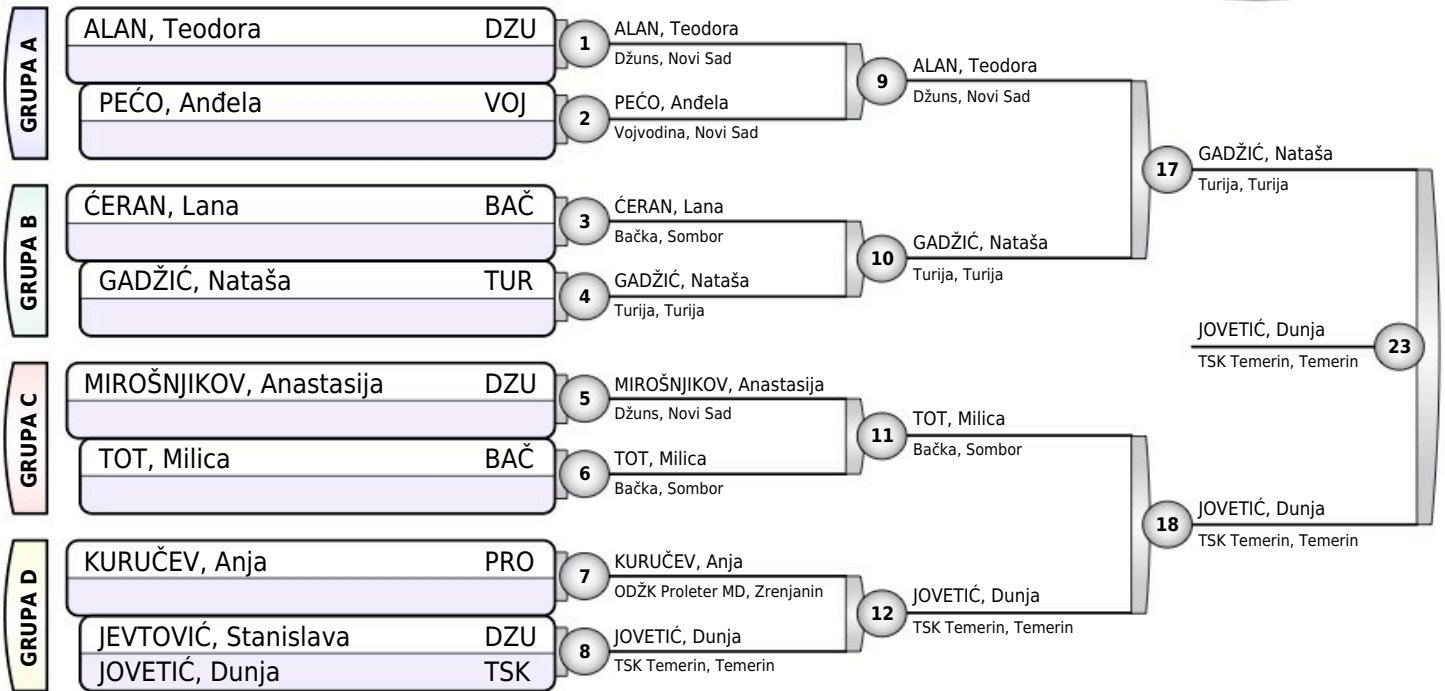 GRUPA A
ALAN, Teodora DZU
PEĆO, Anđela VOJ
1
ALAN, Teodora
Džuns, Novi Sad
2
PEĆO, Anđela
Vojvodina, Novi Sad
9
ALAN, Teodora
Džuns, Novi Sad
GRUPA B
ĆERAN, Lana BAČ
GADŽIĆ, Nataša TUR
3
ĆERAN, Lana
Bačka, Sombor
4
GADŽIĆ, Nataša
Turija, Turija
10
GADŽIĆ, Nataša
Turija, Turija
17
GADŽIĆ, Nataša
Turija, Turija
GRUPA C
MIROŠNJIKOV, Anastasija DZU
TOT, Milica BAČ
5
MIROŠNJIKOV, Anastasija
Džuns, Novi Sad
6
TOT, Milica
Bačka, Sombor
11
TOT, Milica
Bačka, Sombor
GRUPA D
KURUČEV, Anja PRO
JEVTOVIĆ, Stanislava DZU
JOVETIĆ, Dunja TSK
7
KURUČEV, Anja
ODŽK Proleter MD, Zrenjanin
8
JOVETIĆ, Dunja
TSK Temerin, Temerin
12
JOVETIĆ, Dunja
TSK Temerin, Temerin
18
JOVETIĆ, Dunja
TSK Temerin, Temerin
JOVETIĆ, Dunja
TSK Temerin, Temerin
23